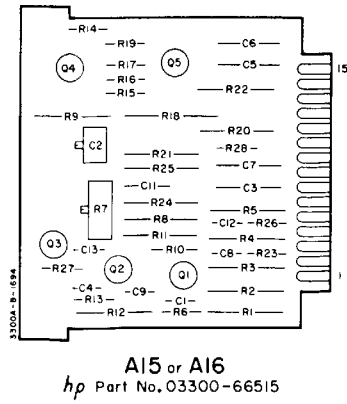 R14
R19 C6
Q4 R17 Q5 C5 15
R16
R15 R22
R9 R18
R20
C2 R28
R21
R25 C7
C11 C3
R7 R24
R8 R5
C12 R26
R11 R4
Q3 C13 R10 C8 R23
R27 Q2 Q1 R3
C4 C9 R2
R13 C1
R12 R6 R1
3300A-B-1694
A15 or A16
hp Part No. 03300-66515